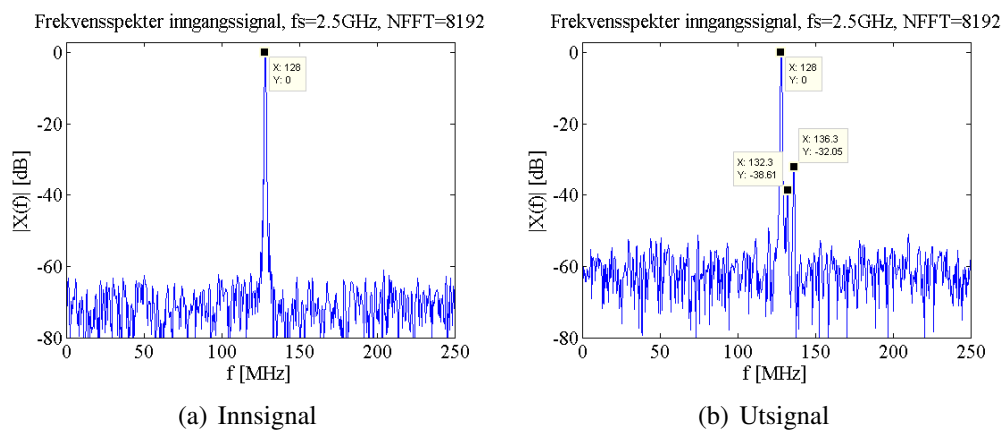 Frekvensspekter inngangssignal, fs=2.5GHz, NFFT=8192
0
-20
-40
-60
-80
|X(f)| [dB]
X: 128
Y: 0
0
50
100
150
200
250
f [MHz]
(a) Innsignal
Frekvensspekter inngangssignal, fs=2.5GHz, NFFT=8192
0
-20
-40
-60
-80
|X(f)| [dB]
X: 128
Y: 0
X: 136.3
Y: -32.05
X: 132.3
Y: -38.61
0
50
100
150
200
250
f [MHz]
(b) Utsignal